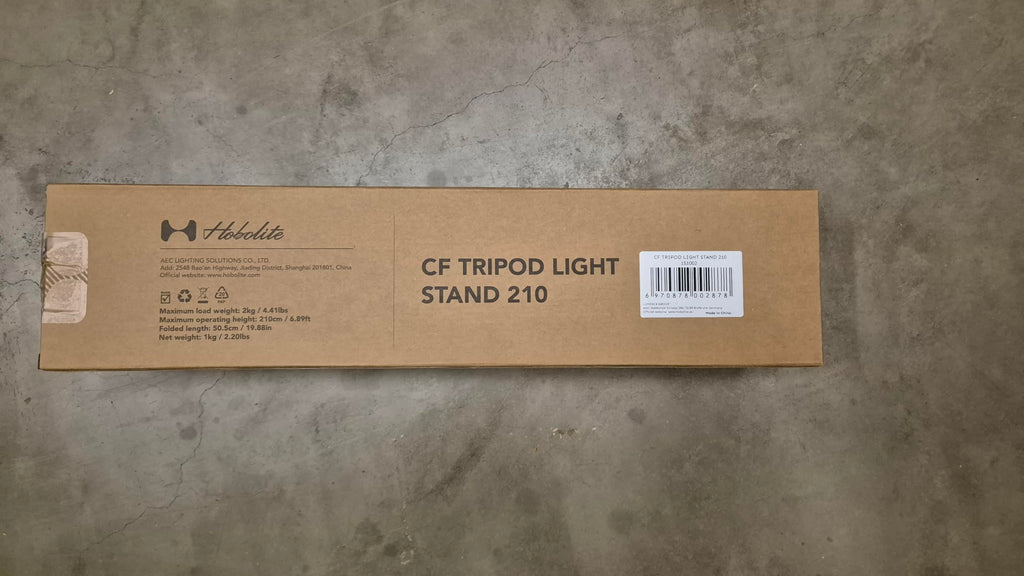 Hobolite
AEC LIGHTING SOLUTIONS CO., LTD.
Add: 2548 Bao'an Highway, Jiading District, Shanghai 201801, China
Official website: www.hobolite.com
Maximum load weight: 2kg / 4.41lbs
Maximum operating height: 210cm / 6.89ft
Folded length: 50.5cm / 19.88in
Net weight: 1kg / 2.20lbs
CF TRIPOD LIGHT
STAND 210
CF TRIPOD LIGHT STAND 210
151002
6 970878 002878
Made in China